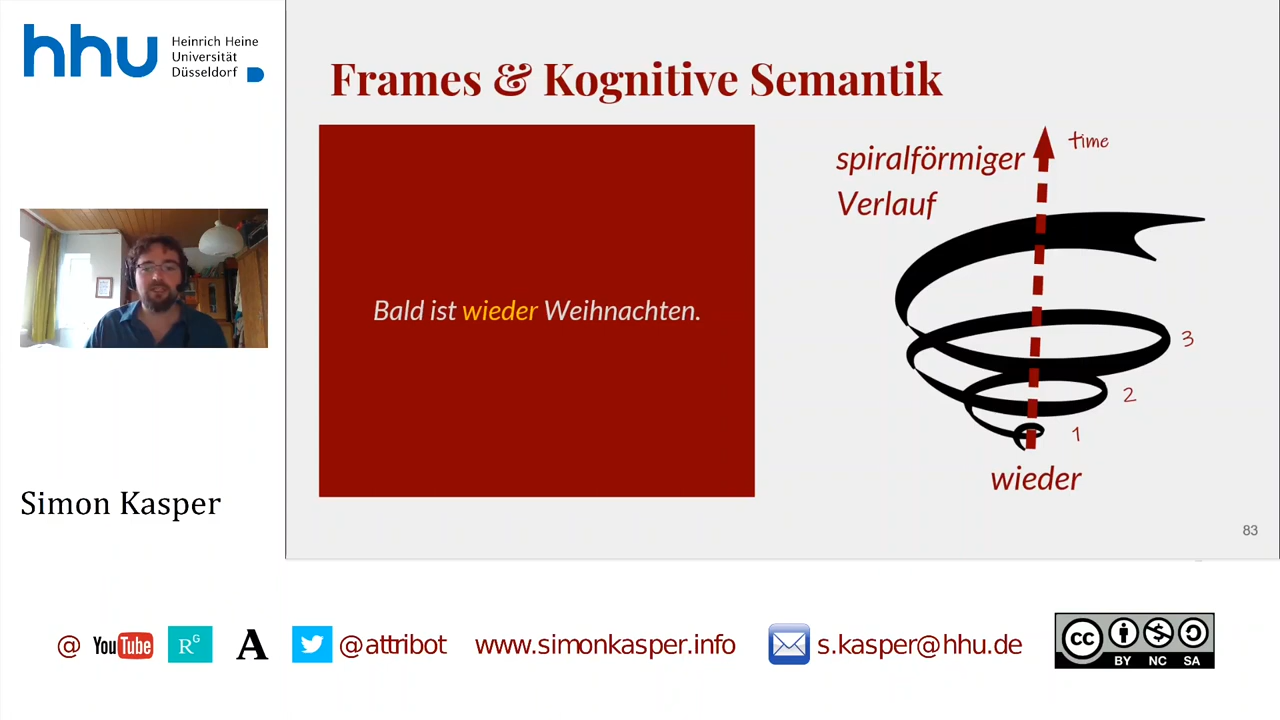 hhu
Heinrich Heine
Universität
Düsseldorf
Simon Kasper
Frames & Kognitive Semantik
Bald ist wieder Weihnachten.
spiralförmiger
Verlauf
time
3
2
1
wieder
83
@ YouTube RG A @attribot www.simonkasper.info s.kasper@hhu.de
cc BY NC SA